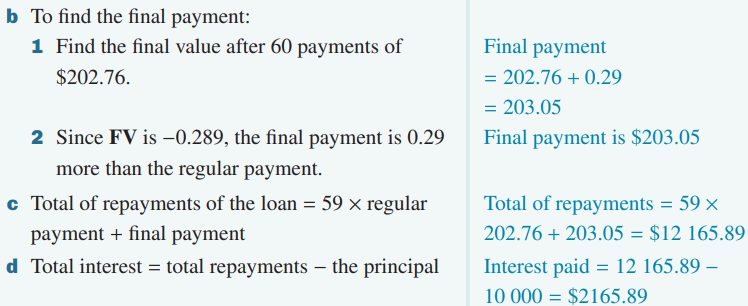 b To find the final payment:
1 Find the final value after 60 payments of
$202.76.
Final payment
= 202.76 + 0.29
= 203.05
2 Since FV is −0.289, the final payment is 0.29
more than the regular payment.
Final payment is $203.05
c Total of repayments of the loan = 59 × regular
payment + final payment
Total of repayments = 59 ×
202.76 + 203.05 = $12 165.89
d Total interest = total repayments − the principal
Interest paid = 12 165.89 −
10 000 = $2165.89